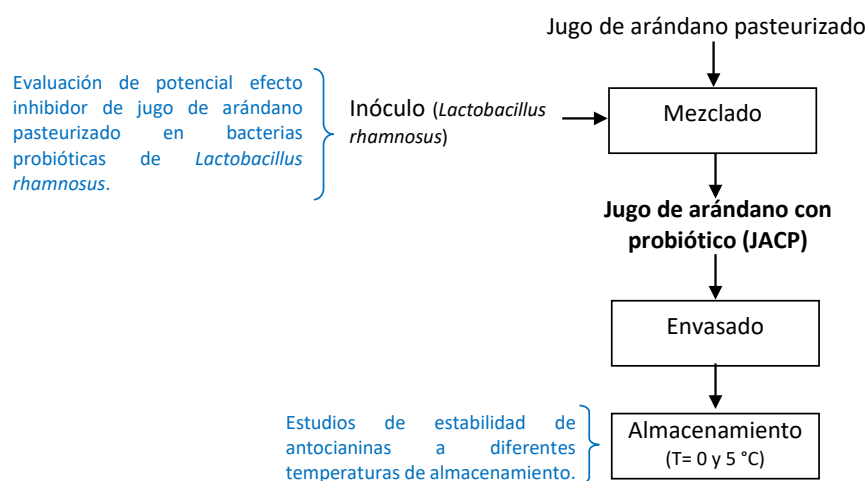 Jugo de arándano pasteurizado
Evaluación de potencial efecto
inhibidor de jugo de arándano
pasteurizado en bacterias
probióticas de Lactobacillus
rhamnosus.
Inóculo (Lactobacillus
rhamnosus)
Mezclado
Jugo de arándano con
probiótico (JACP)
Envasado
Estudios de estabilidad de
antocianinas a diferentes
temperaturas de almacenamiento.
Almacenamiento
(T= 0 y 5 °C)